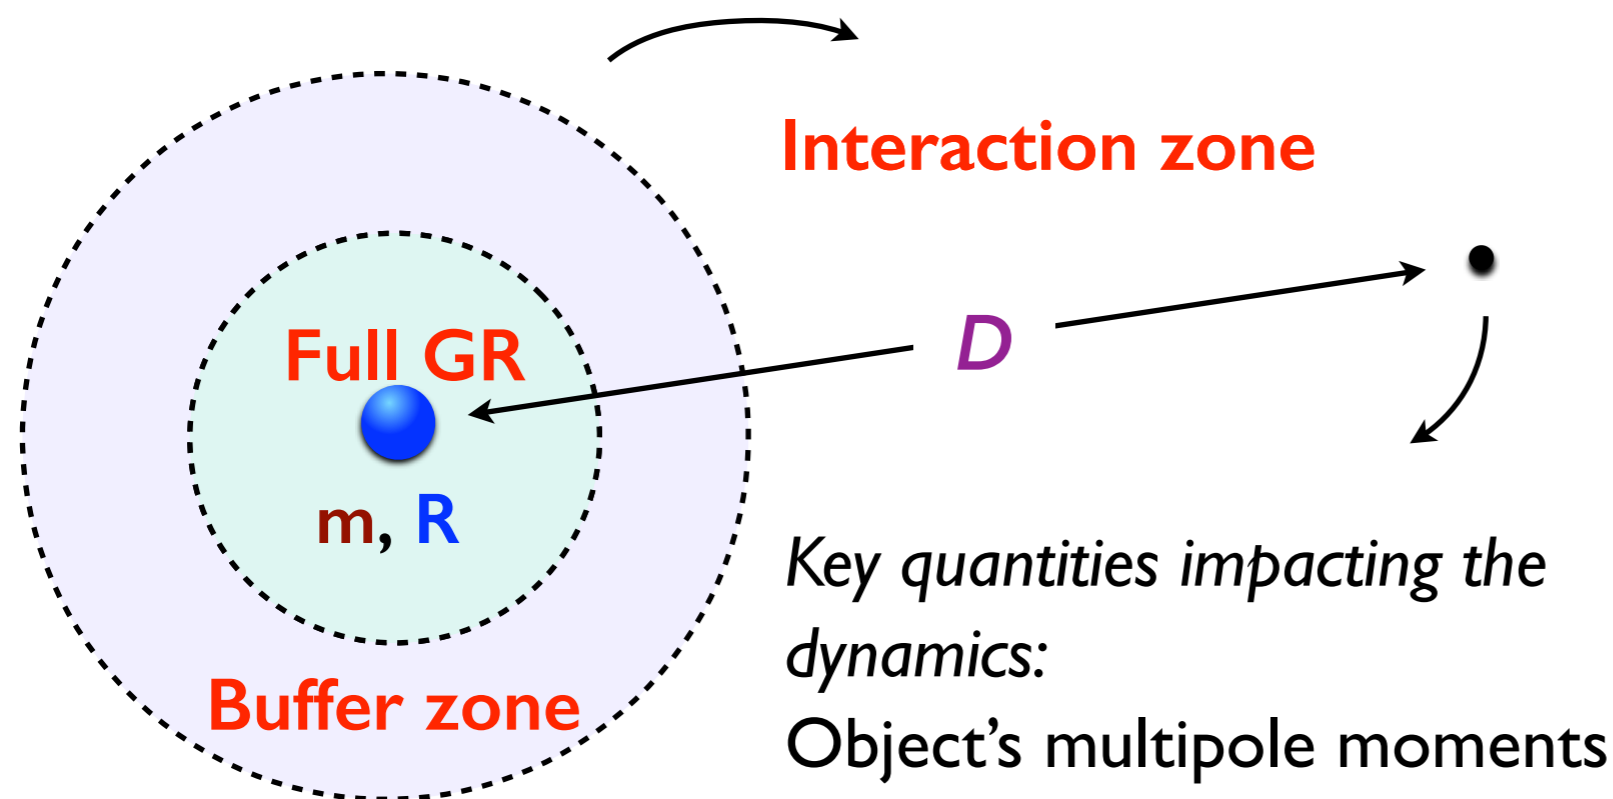 Interaction zone
Full GR
D
m, R
Key quantities impacting the
dynamics:
Buffer zone
Object’s multipole moments